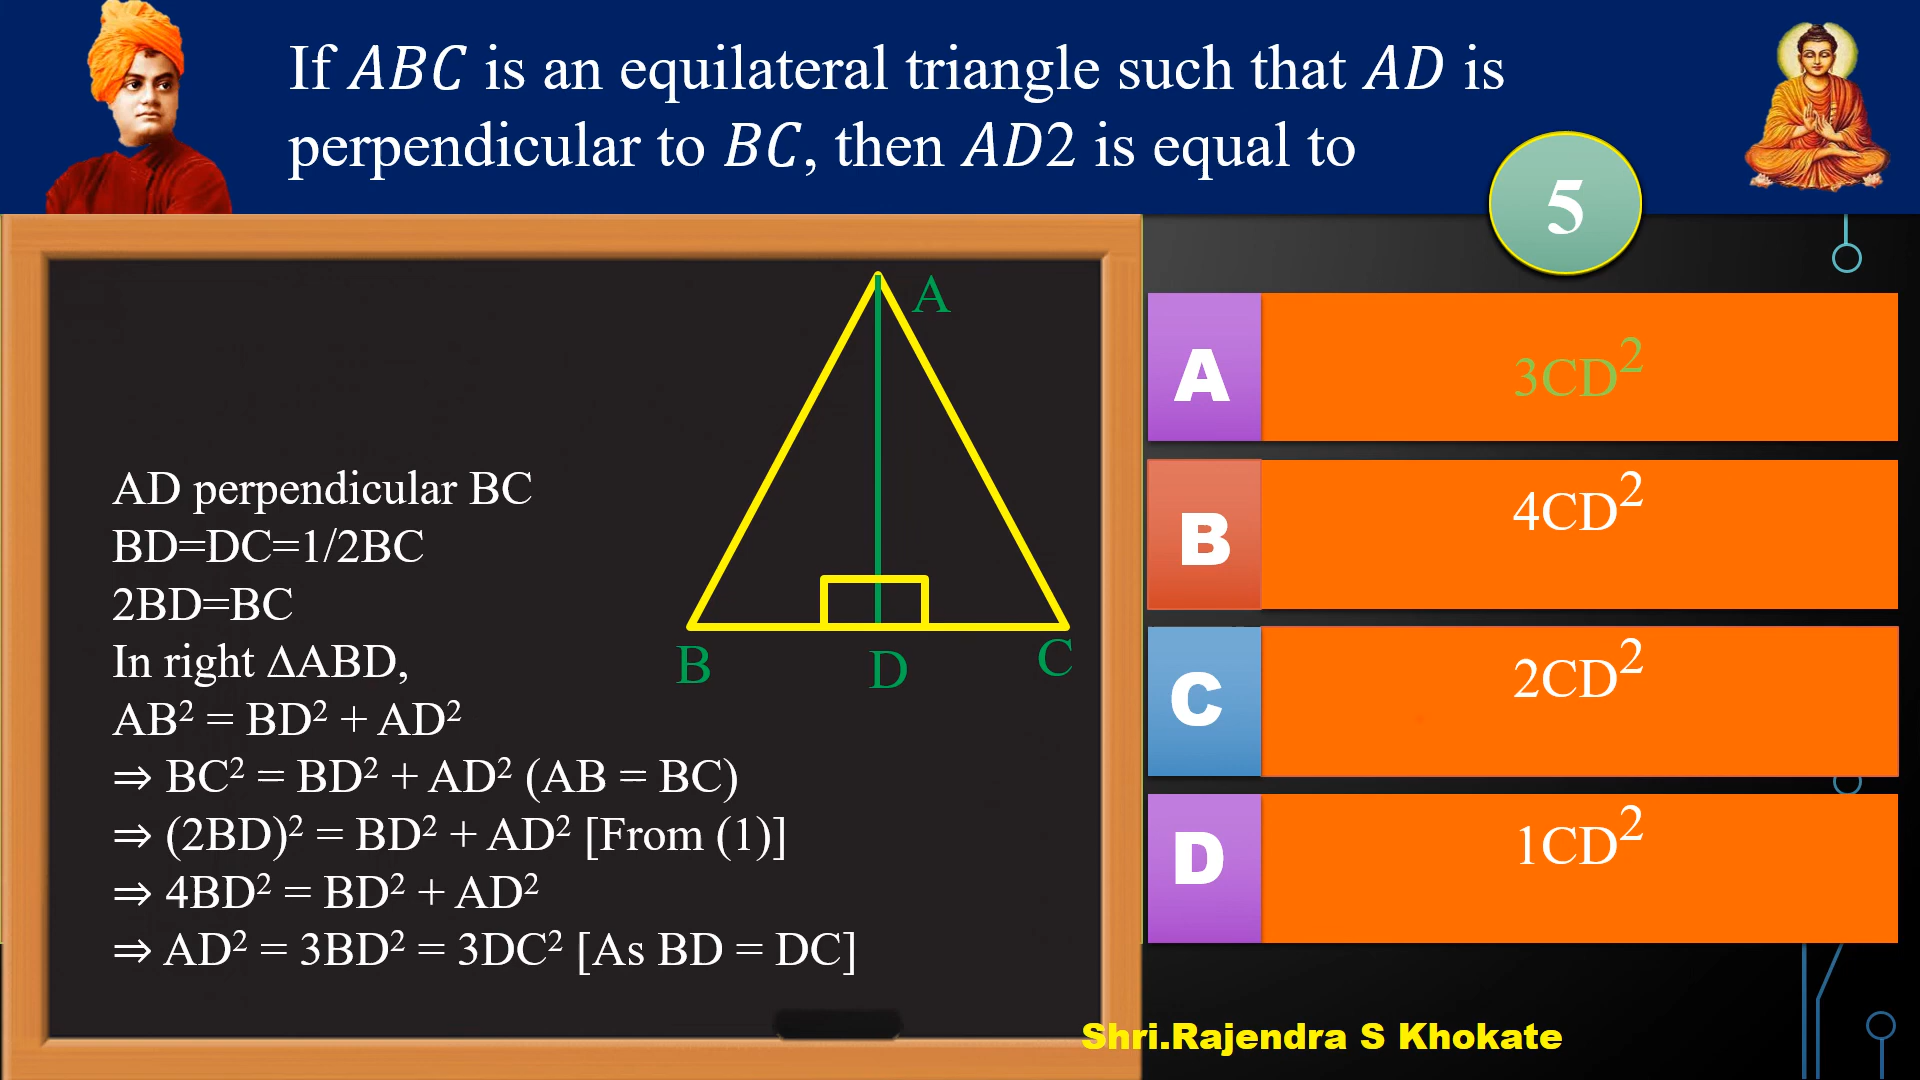 If ABC is an equilateral triangle such that AD is
perpendicular to BC, then AD2 is equal to
5
A
B
D
C
AD perpendicular BC
BD=DC=1/2BC
2BD=BC
In right ΔABD,
AB² = BD² + AD²
⇒ BC² = BD² + AD² (AB = BC)
⇒ (2BD)² = BD² + AD² [From (1)]
⇒ 4BD² = BD² + AD²
⇒ AD² = 3BD² = 3DC² [As BD = DC]
A 3CD²
B 4CD²
C 2CD²
D 1CD²
Shri.Rajendra S Khokate